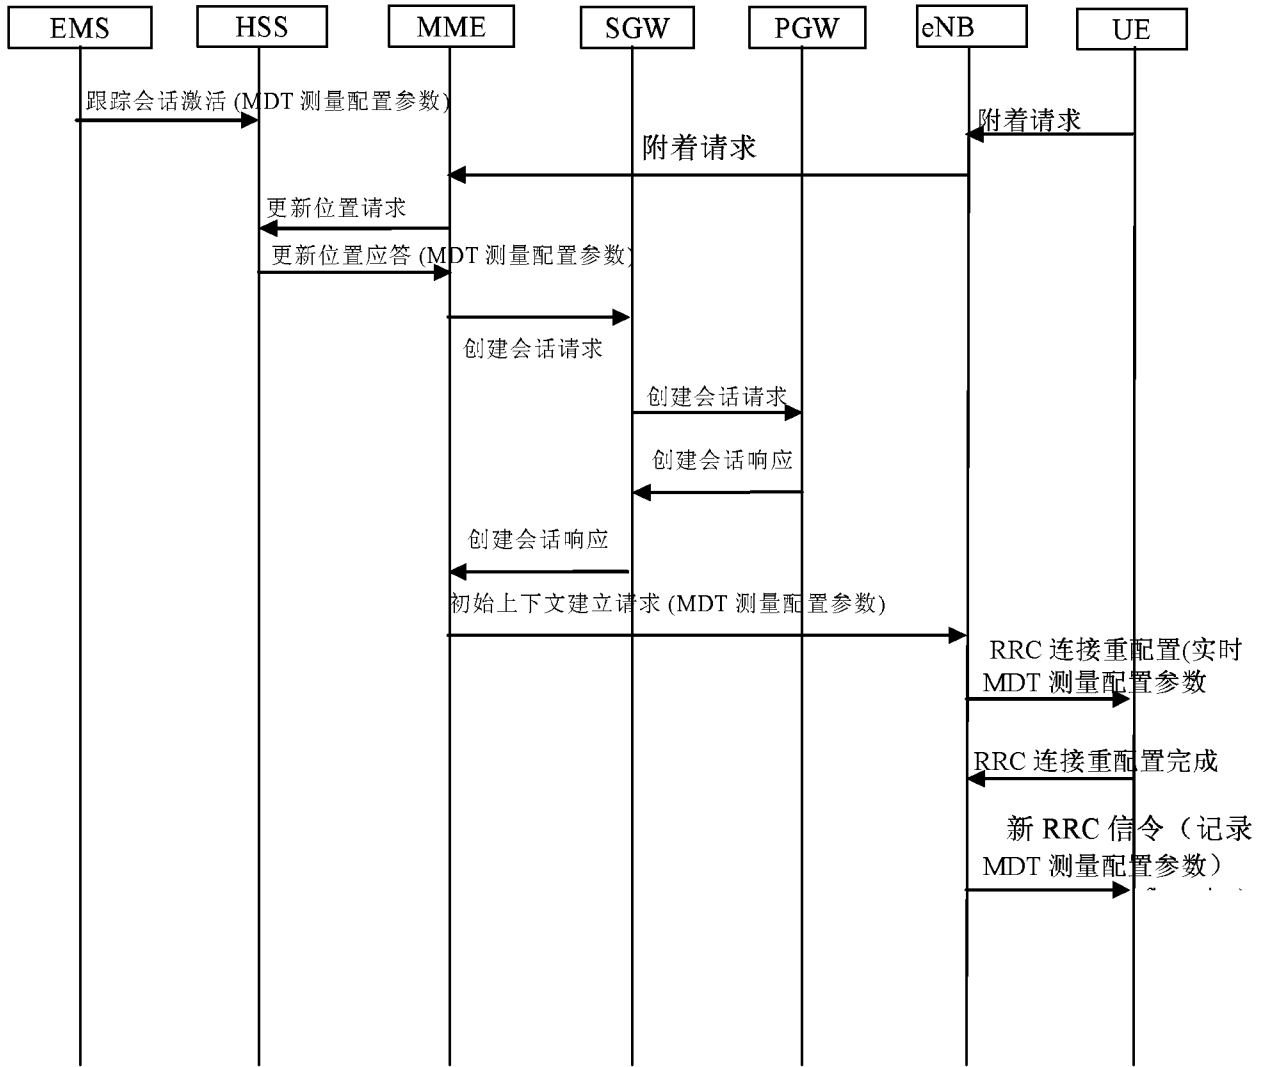 EMS
HSS
MME
SGW
PGW
eNB
UE
跟踪会话激活 (MDT 测量配置参数)
附着请求
附着请求
更新位置请求
更新位置应答 (MDT 测量配置参数)
创建会话请求
创建会话请求
创建会话响应
创建会话响应
初始上下文建立请求 (MDT 测量配置参数)
RRC 连接重配置(实时
MDT 测量配置参数
RRC 连接重配置完成
新 RRC 信令（记录
MDT 测量配置参数）